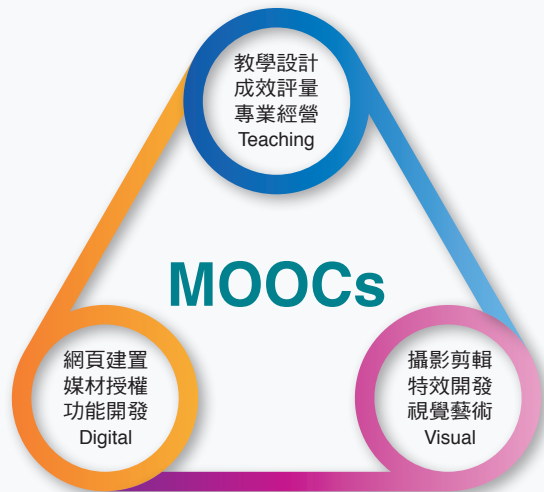 教學設計
成效評量
專業經營
Teaching
MOOCs
網頁建置
媒材授權
功能開發
Digital
攝影剪輯
特效開發
視覺藝術
Visual